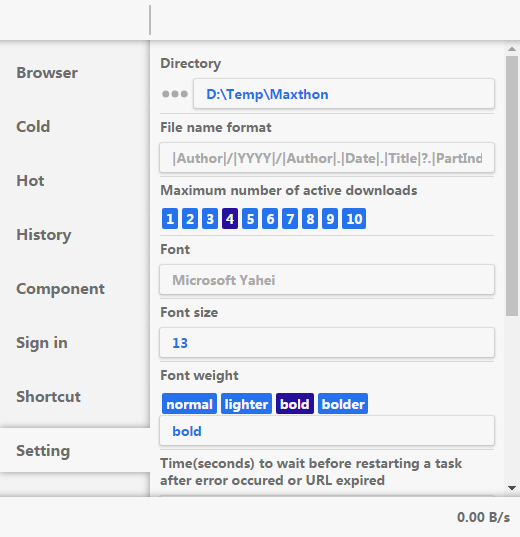 Browser
Cold
Hot
History
Component
Sign in
Shortcut
Setting
Directory
D:\Temp\Maxthon
File name format
|Author|/|YYYY|/|Author|.|Date|.|Title|?.|PartInd
Maximum number of active downloads
1 2 3 4 5 6 7 8 9 10
Font
Microsoft Yahei
Font size
13
Font weight
normal lighter bold bolder
bold
Time(seconds) to wait before restarting a task
after error occured or URL expired
0.00 B/s